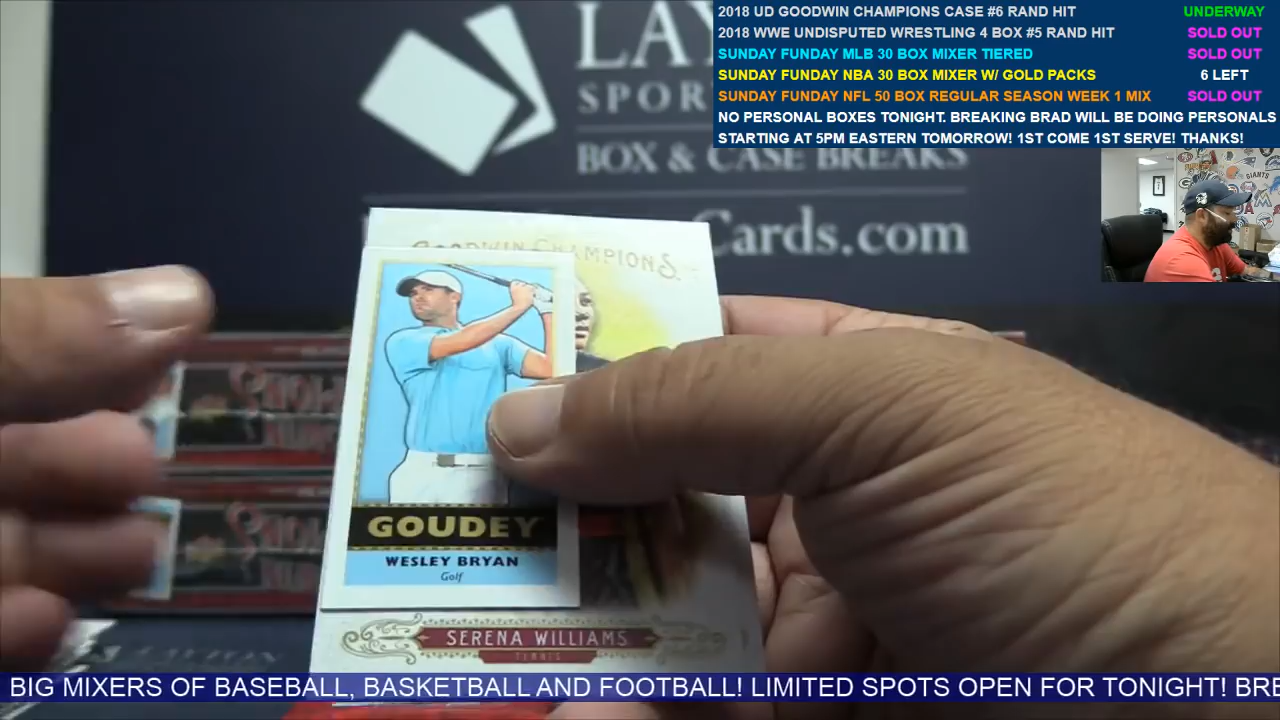 2018 UD GOODWIN CHAMPIONS CASE #6 RAND HIT UNDERWAY
2018 WWE UNDISPUTED WRESTLING 4 BOX #5 RAND HIT SOLD OUT
SUNDAY FUNDAY MLB 30 BOX MIXER TIERED SOLD OUT
SUNDAY FUNDAY NBA 30 BOX MIXER W/ GOLD PACKS 6 LEFT
SUNDAY FUNDAY NFL 50 BOX REGULAR SEASON WEEK 1 MIX SOLD OUT
NO PERSONAL BOXES TONIGHT. BREAKING BRAD WILL BE DOING PERSONALS
STARTING AT 5PM EASTERN TOMORROW! 1ST COME 1ST SERVE! THANKS!
LAY
SPOR
BOX & CASE BREAKS
Cards.com
GOODWIN CHAMPIONS
GOUDEY
WESLEY BRYAN
Golf
SERENA WILLIAMS
TENNIS
BIG MIXERS OF BASEBALL, BASKETBALL AND FOOTBALL! LIMITED SPOTS OPEN FOR TONIGHT! BRE